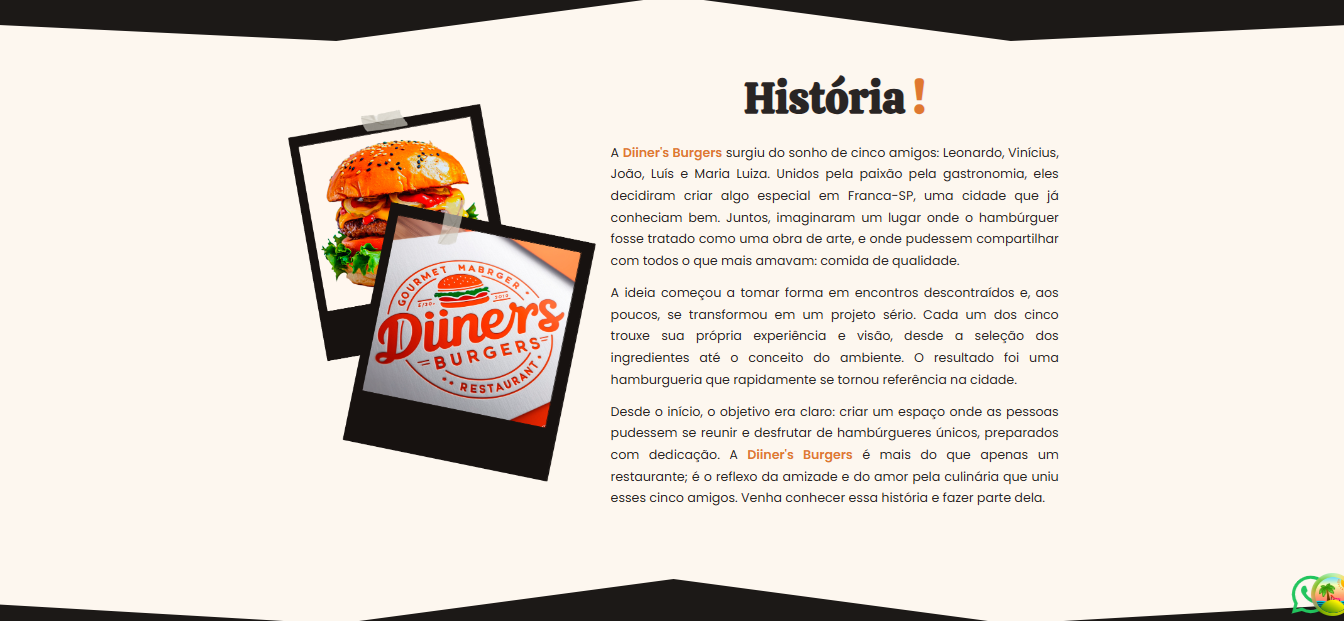 História !
A Diiner's Burgers surgiu do sonho de cinco amigos: Leonardo, Vinícius,
João, Luís e Maria Luiza. Unidos pela paixão pela gastronomia, eles
decidiram criar algo especial em Franca-SP, uma cidade que já
conheciam bem. Juntos, imaginaram um lugar onde o hambúrguer
fosse tratado como uma obra de arte, e onde pudessem compartilhar
com todos o que mais amavam: comida de qualidade.
A ideia começou a tomar forma em encontros descontraídos e, aos
poucos, se transformou em um projeto sério. Cada um dos cinco
trouxe sua própria experiência e visão, desde a seleção dos
ingredientes até o conceito do ambiente. O resultado foi uma
hamburgueria que rapidamente se tornou referência na cidade.
Desde o início, o objetivo era claro: criar um espaço onde as pessoas
pudessem se reunir e desfrutar de hambúrgueres únicos, preparados
com dedicação. A Diiner's Burgers é mais do que apenas um
restaurante; é o reflexo da amizade e do amor pela culinária que uniu
esses cinco amigos. Venha conhecer essa história e fazer parte dela.
GOURMET MABRGER
2012
Diiners
BURGERS
RESTAURANT